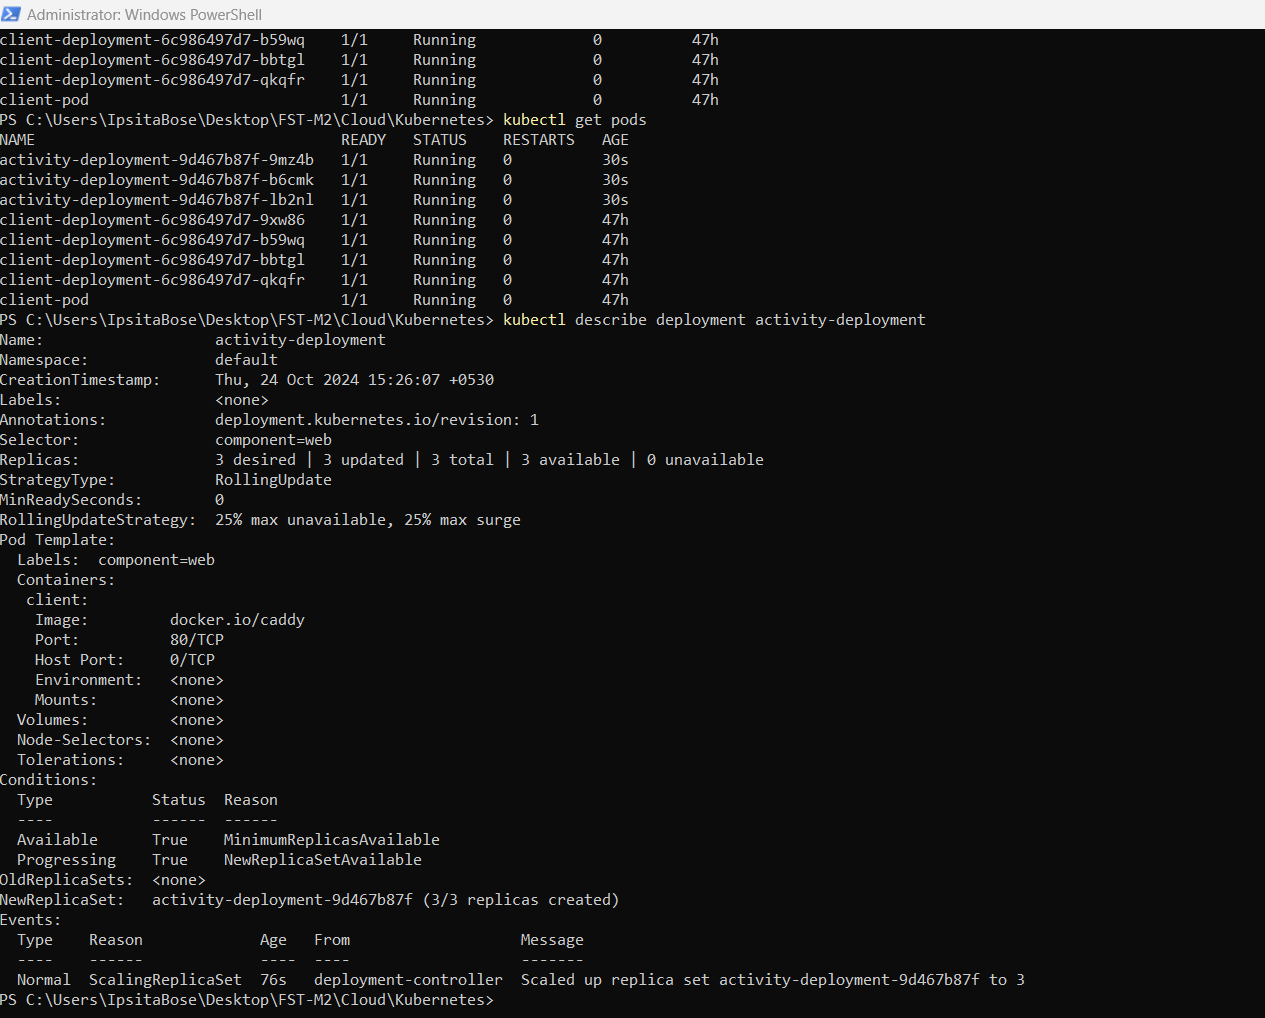 Administrator: Windows PowerShell
client-deployment-6c986497d7-b59wq    1/1     Running             0          47h
client-deployment-6c986497d7-bbtgl    1/1     Running             0          47h
client-deployment-6c986497d7-qkqfr    1/1     Running             0          47h
client-pod                            1/1     Running             0          47h
PS C:\Users\IpsitaBose\Desktop\FST-M2\Cloud\Kubernetes> kubectl get pods
NAME                                  READY   STATUS    RESTARTS   AGE
activity-deployment-9d467b87f-9mz4b   1/1     Running   0          30s
activity-deployment-9d467b87f-b6cmk   1/1     Running   0          30s
activity-deployment-9d467b87f-lb2nl   1/1     Running   0          30s
client-deployment-6c986497d7-9xw86    1/1     Running   0          47h
client-deployment-6c986497d7-b59wq    1/1     Running   0          47h
client-deployment-6c986497d7-bbtgl    1/1     Running   0          47h
client-deployment-6c986497d7-qkqfr    1/1     Running   0          47h
client-pod                            1/1     Running   0          47h
PS C:\Users\IpsitaBose\Desktop\FST-M2\Cloud\Kubernetes> kubectl describe deployment activity-deployment
Name:                   activity-deployment
Namespace:              default
CreationTimestamp:      Thu, 24 Oct 2024 15:26:07 +0530
Labels:                 <none>
Annotations:            deployment.kubernetes.io/revision: 1
Selector:               component=web
Replicas:               3 desired | 3 updated | 3 total | 3 available | 0 unavailable
StrategyType:           RollingUpdate
MinReadySeconds:        0
RollingUpdateStrategy:  25% max unavailable, 25% max surge
Pod Template:
  Labels:  component=web
  Containers:
   client:
    Image:         docker.io/caddy
    Port:          80/TCP
    Host Port:     0/TCP
    Environment:   <none>
    Mounts:        <none>
  Volumes:         <none>
  Node-Selectors:  <none>
  Tolerations:     <none>
Conditions:
  Type           Status  Reason
  ----           ------  ------
  Available      True    MinimumReplicasAvailable
  Progressing    True    NewReplicaSetAvailable
OldReplicaSets:  <none>
NewReplicaSet:   activity-deployment-9d467b87f (3/3 replicas created)
Events:
  Type    Reason             Age   From                   Message
  ----    ------             ----  ----                   -------
  Normal  ScalingReplicaSet  76s   deployment-controller  Scaled up replica set activity-deployment-9d467b87f to 3
PS C:\Users\IpsitaBose\Desktop\FST-M2\Cloud\Kubernetes>